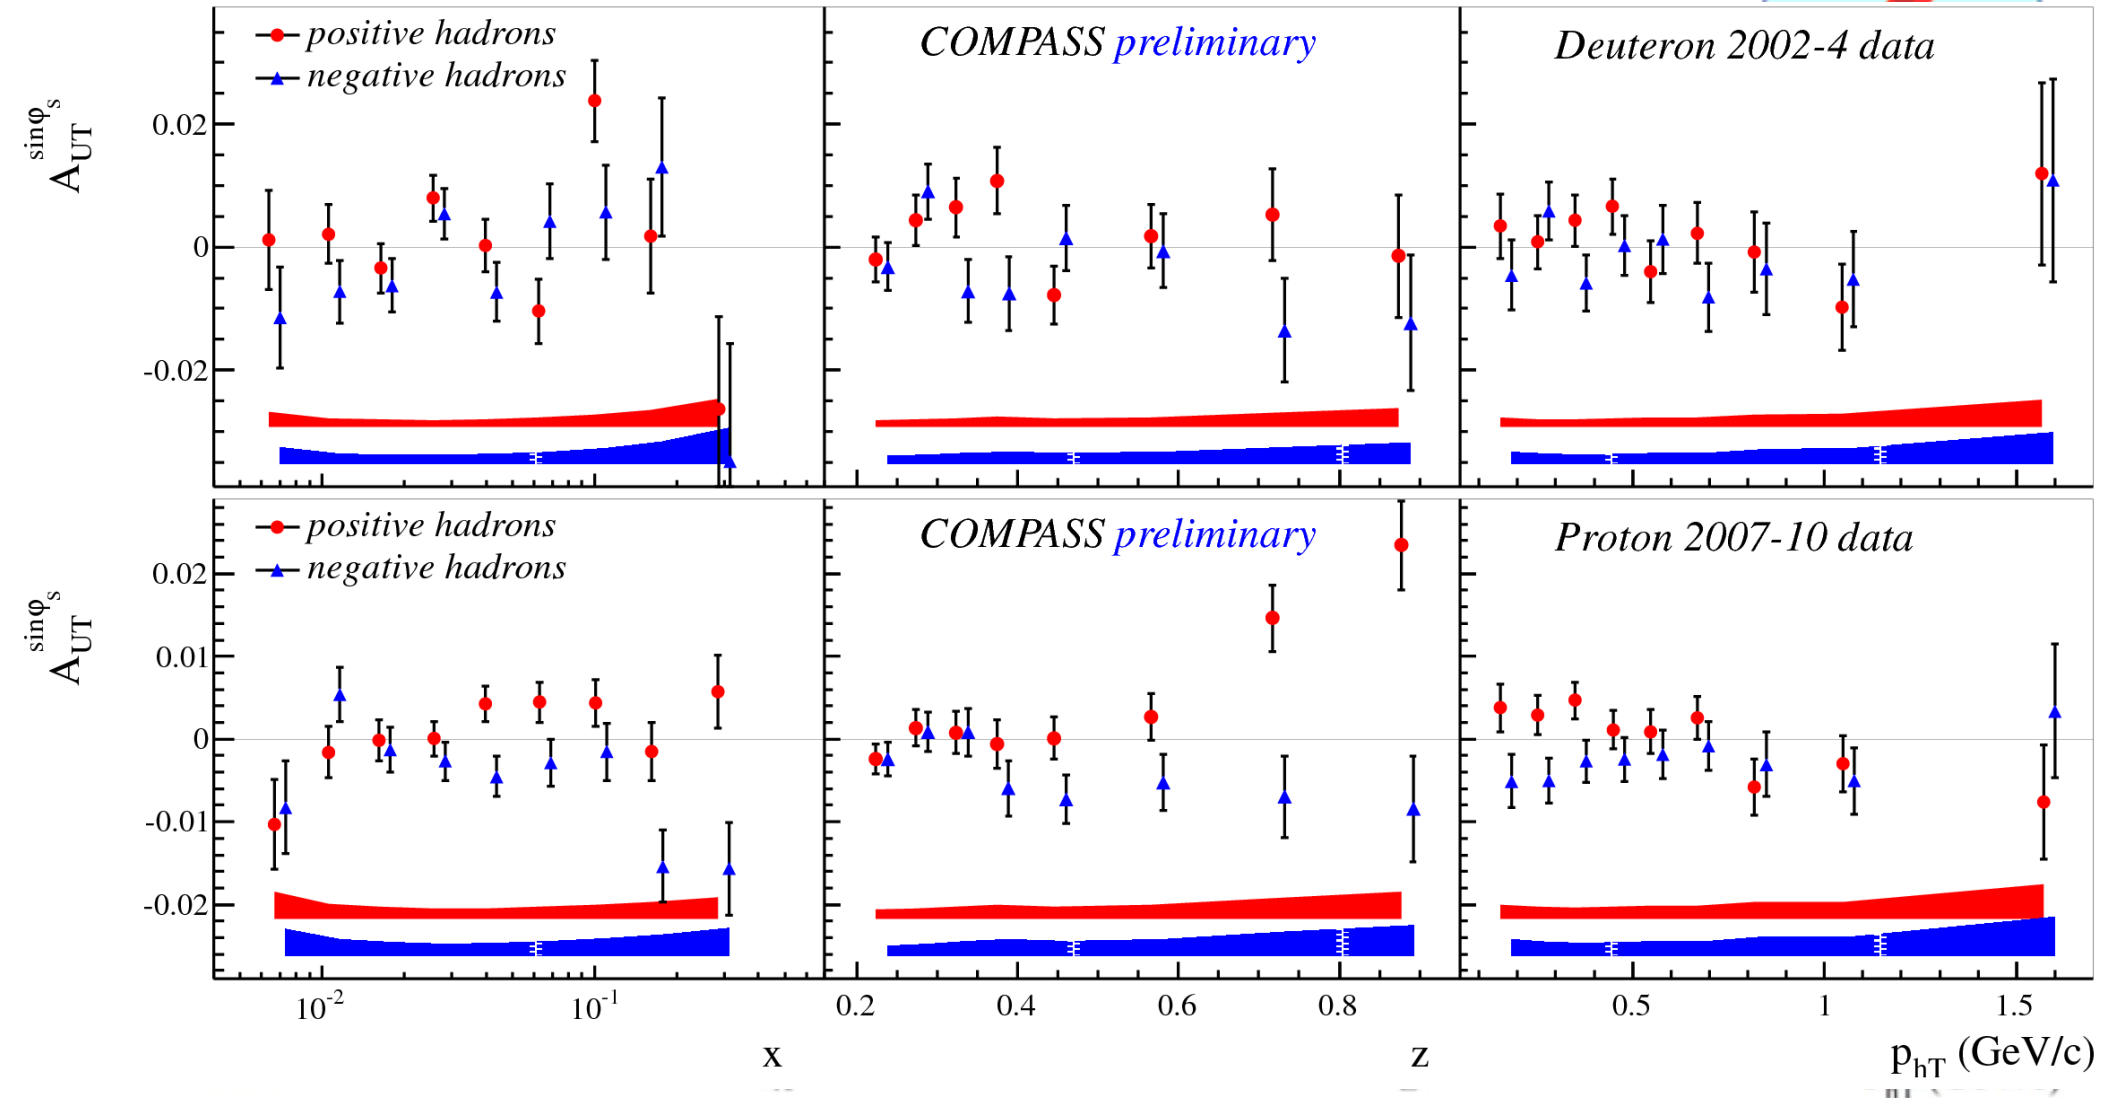 positive hadrons
negative hadrons
COMPASS preliminary
Deuteron 2002-4 data
A_UT^sinφ_s
0.02
0
-0.02
positive hadrons
negative hadrons
COMPASS preliminary
Proton 2007-10 data
A_UT^sinφ_s
0.02
0.01
0
-0.01
-0.02
10^-2 10^-1 0.2 0.4 0.6 0.8 0.5 1 1.5
x z p_hT (GeV/c)